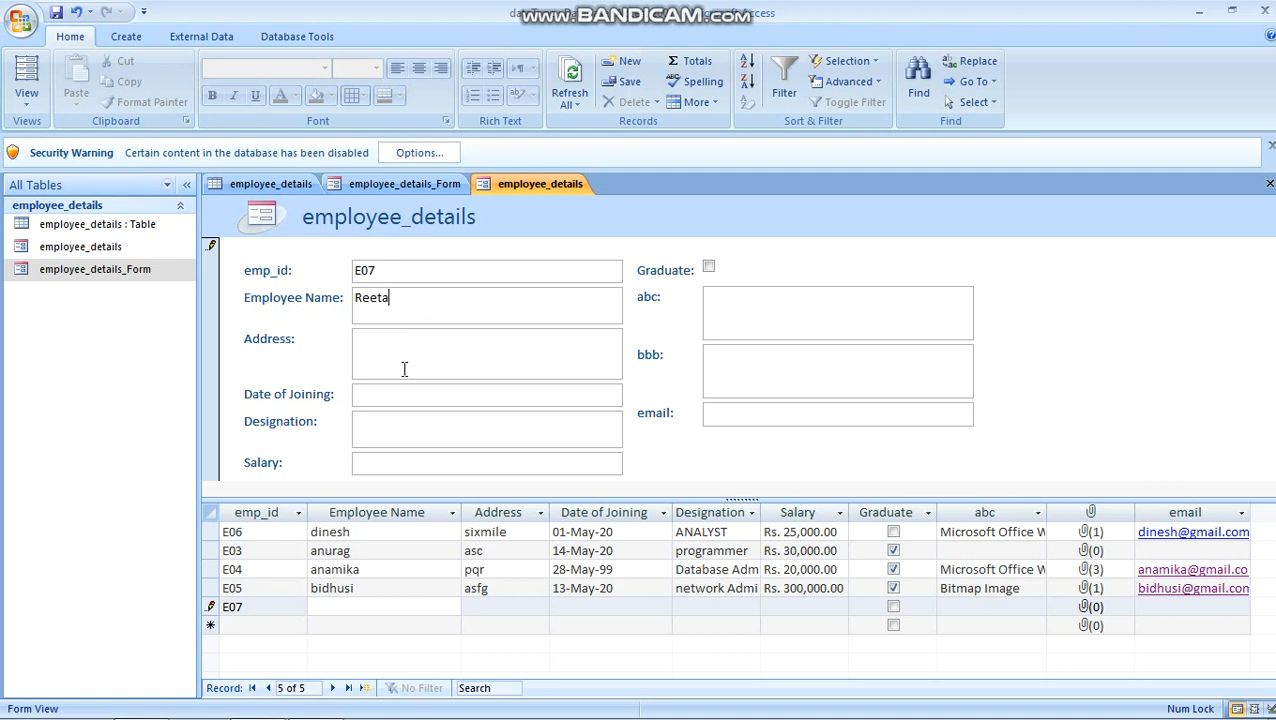 www.BANDICAM.com
Access
Home Create External Data Database Tools
View
Views
Paste
Cut
Copy
Format Painter
Clipboard
B I U A
Font
Rich Text
Refresh All
New
Save
Delete
Totals
Spelling
More
Records
Filter
Selection
Advanced
Toggle Filter
Sort & Filter
Find
Replace
Go To
Select
Find
Security Warning Certain content in the database has been disabled Options...
All Tables
employee_details
employee_details : Table
employee_details
employee_details_Form
employee_details employee_details_Form employee_details
employee_details
emp_id: E07
Employee Name: Reeta
Address:
Date of Joining:
Designation:
Salary:
Graduate:
abc:
bbb:
email:
emp_id Employee Name Address Date of Joining Designation Salary Graduate abc email
E06 dinesh sixmile 01-May-20 ANALYST Rs. 25,000.00 Microsoft Office W (1) dinesh@gmail.com
E03 anurag asc 14-May-20 programmer Rs. 30,000.00 (0)
E04 anamika pqr 28-May-99 Database Adm Rs. 20,000.00 Microsoft Office W (3) anamika@gmail.co
E05 bidhusi asfg 13-May-20 network Admi Rs. 300,000.00 Bitmap Image (1) bidhusi@gmail.con
E07 (0)
(0)
Record: 5 of 5 No Filter Search
Form View Num Lock